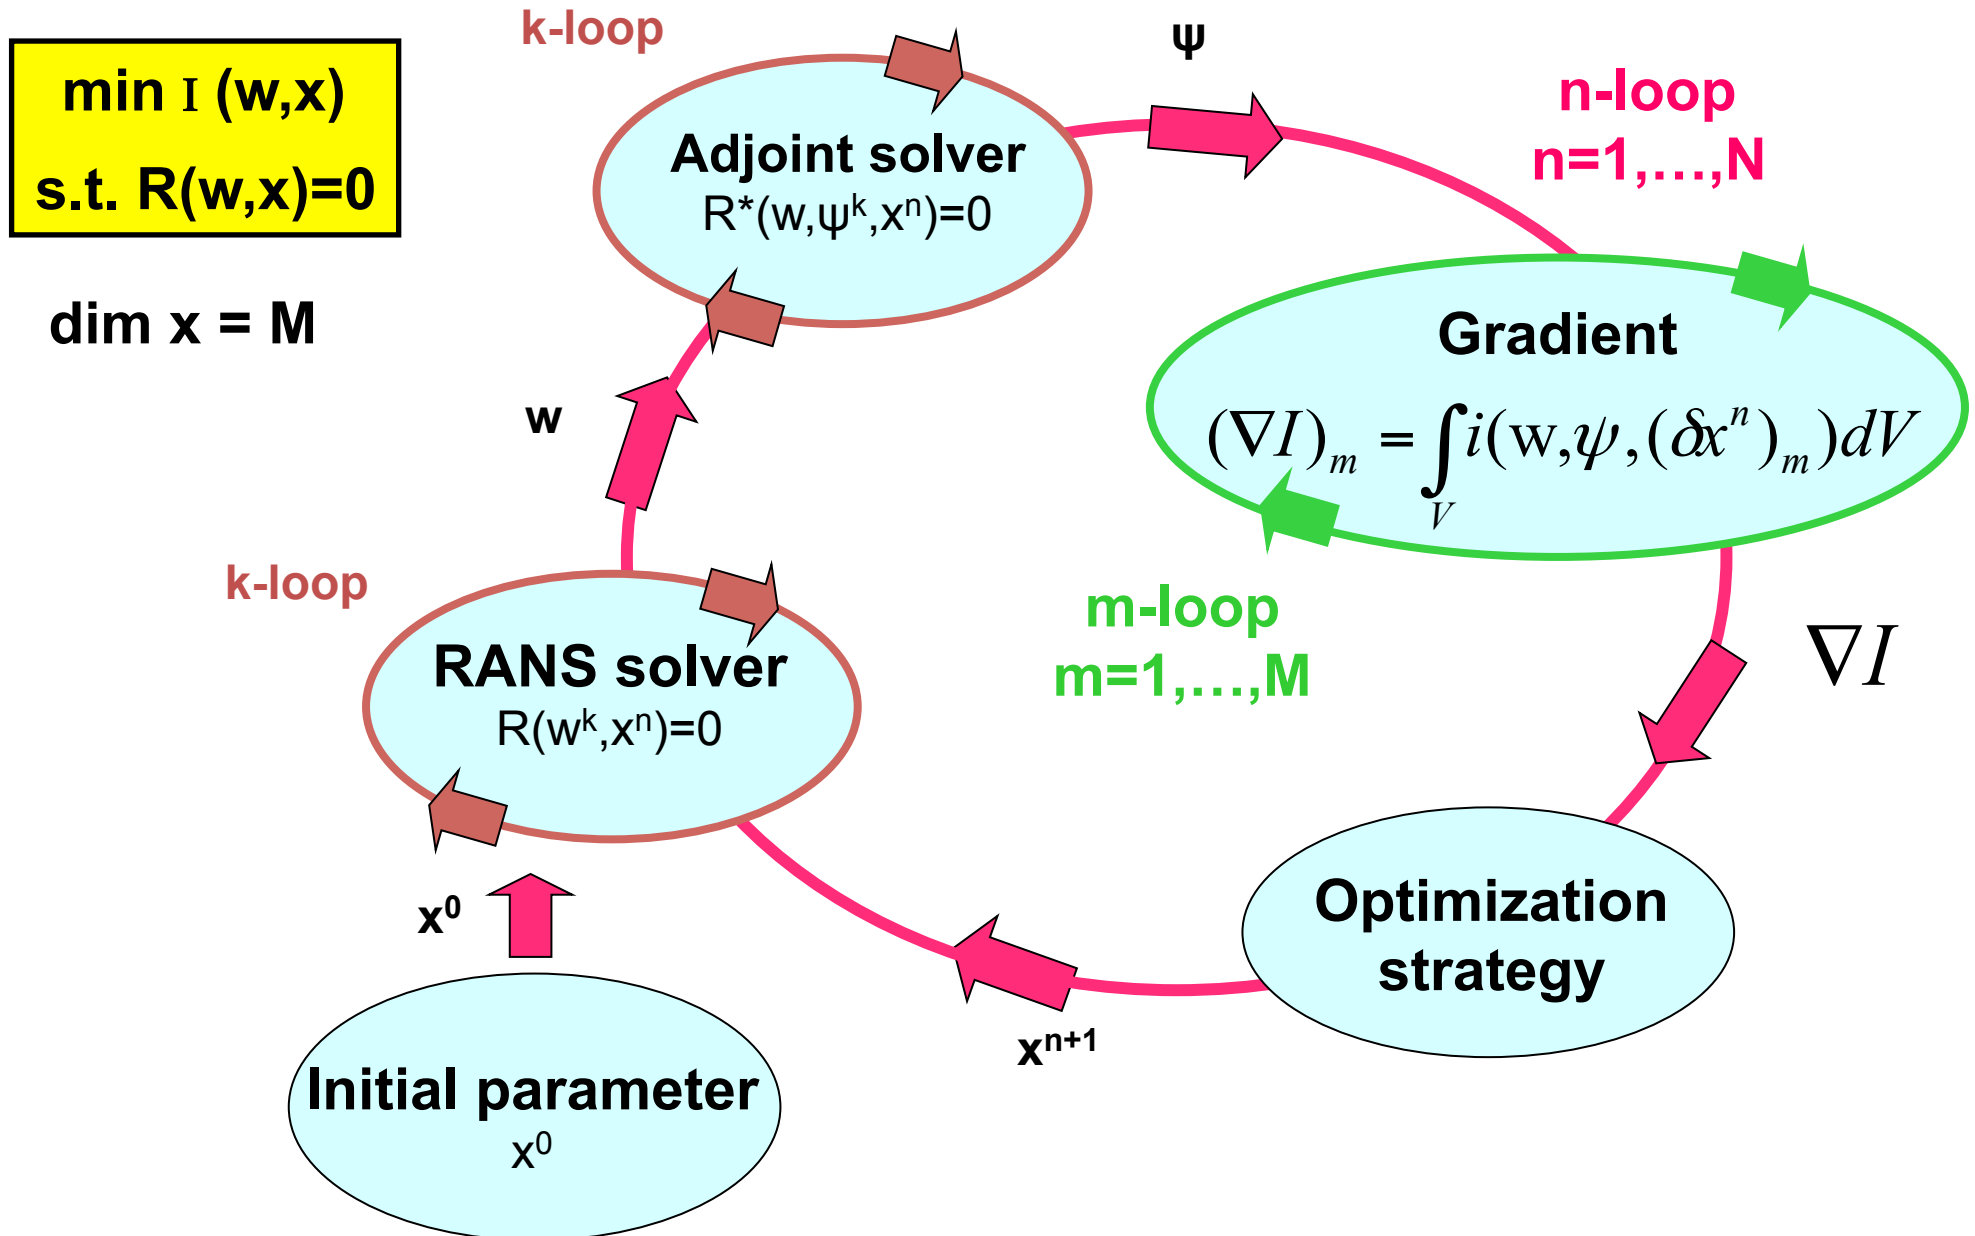 min I (w,x)
s.t. R(w,x)=0
dim x = M
k-loop
Adjoint solver
R*(w,ψᵏ,xⁿ)=0
ψ
n-loop
n=1,…,N
Gradient
(∇I)ₘ = ∫ᵥ i(w,ψ,(δxⁿ)ₘ)dV
w
k-loop
RANS solver
R(wᵏ,xⁿ)=0
m-loop
m=1,…,M
∇I
Optimization
strategy
xⁿ⁺¹
x⁰
Initial parameter
x⁰